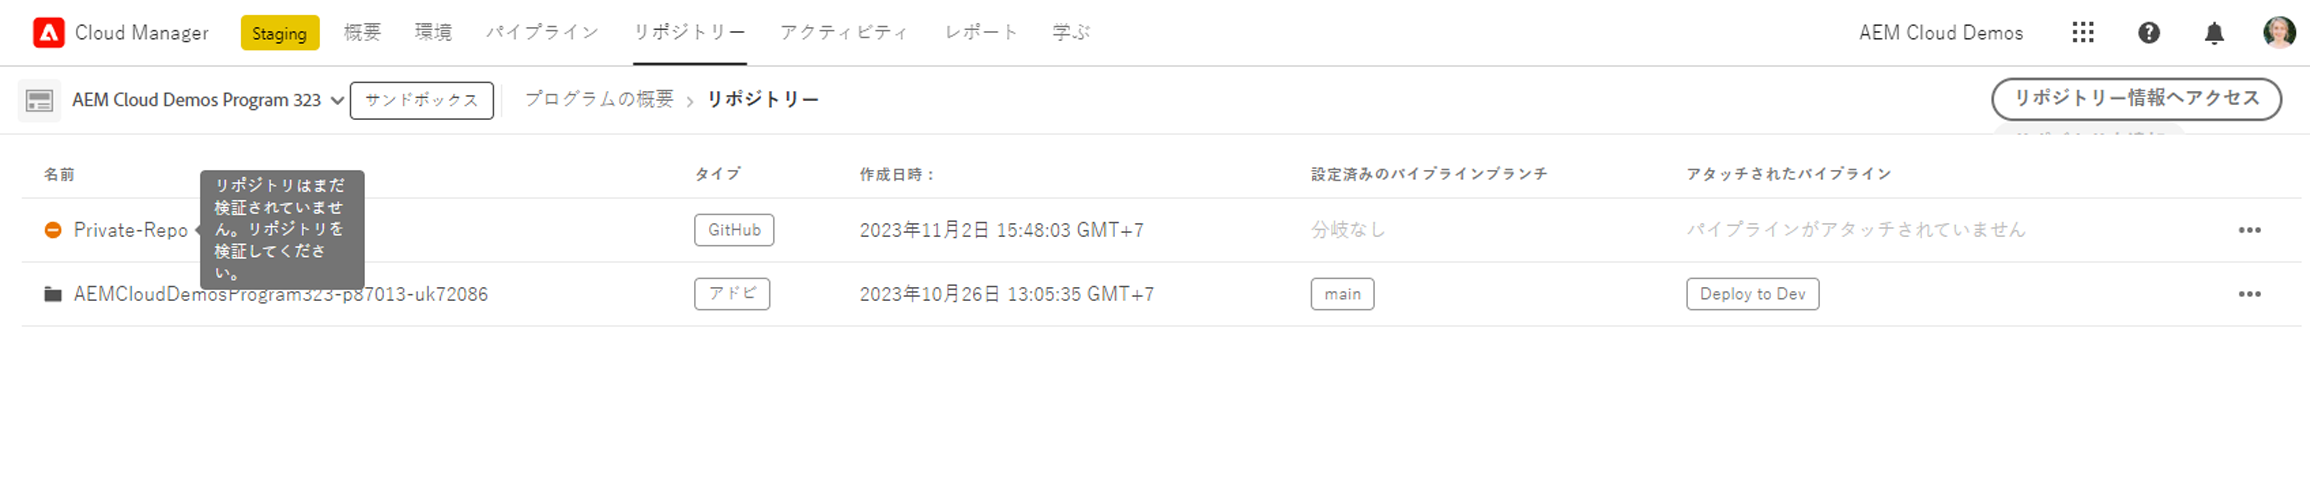 Cloud Manager Staging 概要 環境 パイプライン リポジトリー アクティビティ レポート 学ぶ AEM Cloud Demos
AEM Cloud Demos Program 323 サンドボックス プログラムの概要 › リポジトリー リポジトリー情報へアクセス
名前 タイプ 作成日時： 設定済みのパイプラインブランチ アタッチされたパイプライン
リポジトリはまだ
検証されていませ
ん。リポジトリを
検証してくださ
い。
Private-Repo GitHub 2023年11月2日 15:48:03 GMT+7 分岐なし パイプラインがアタッチされていません
AEMCloudDemosProgram323-p87013-uk72086 アドビ 2023年10月26日 13:05:35 GMT+7 main Deploy to Dev